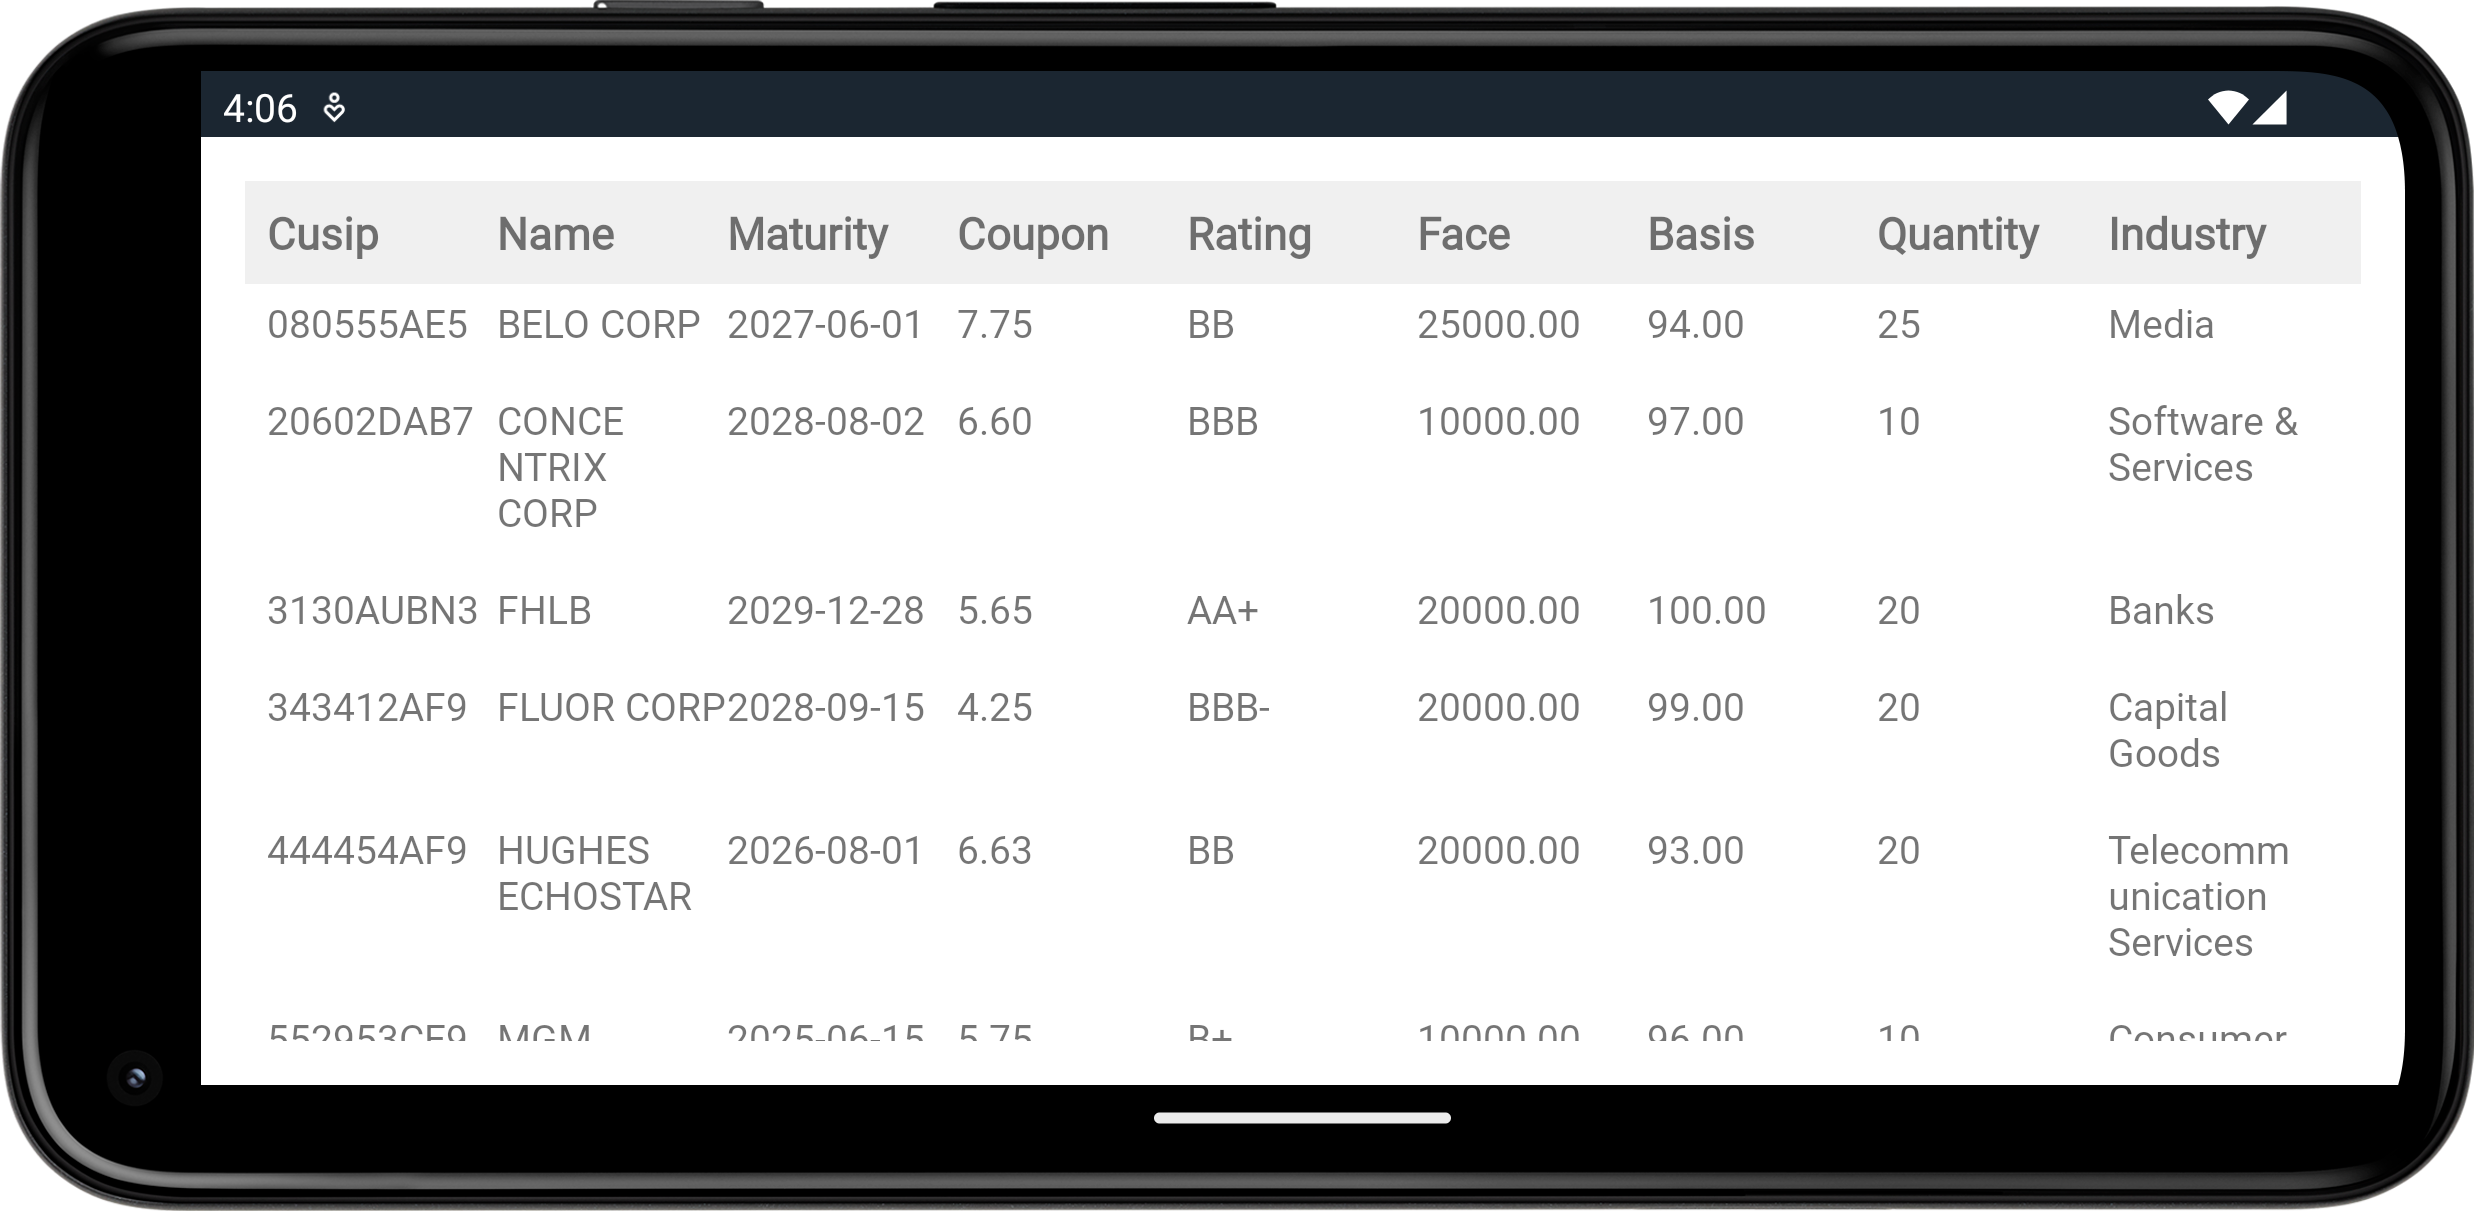 4:06
Cusip Name Maturity Coupon Rating Face Basis Quantity Industry
080555AE5 BELO CORP 2027-06-01 7.75 BB 25000.00 94.00 25 Media
20602DAB7 CONCE 2028-08-02 6.60 BBB 10000.00 97.00 10 Software &
NTRIX Services
CORP
3130AUBN3 FHLB 2029-12-28 5.65 AA+ 20000.00 100.00 20 Banks
343412AF9 FLUOR CORP 2028-09-15 4.25 BBB- 20000.00 99.00 20 Capital
Goods
444454AF9 HUGHES 2026-08-01 6.63 BB 20000.00 93.00 20 Telecomm
ECHOSTAR unication
Services
MGM 2025-06-15 5.75 B+ 10000.00 96.00 10 Consumer